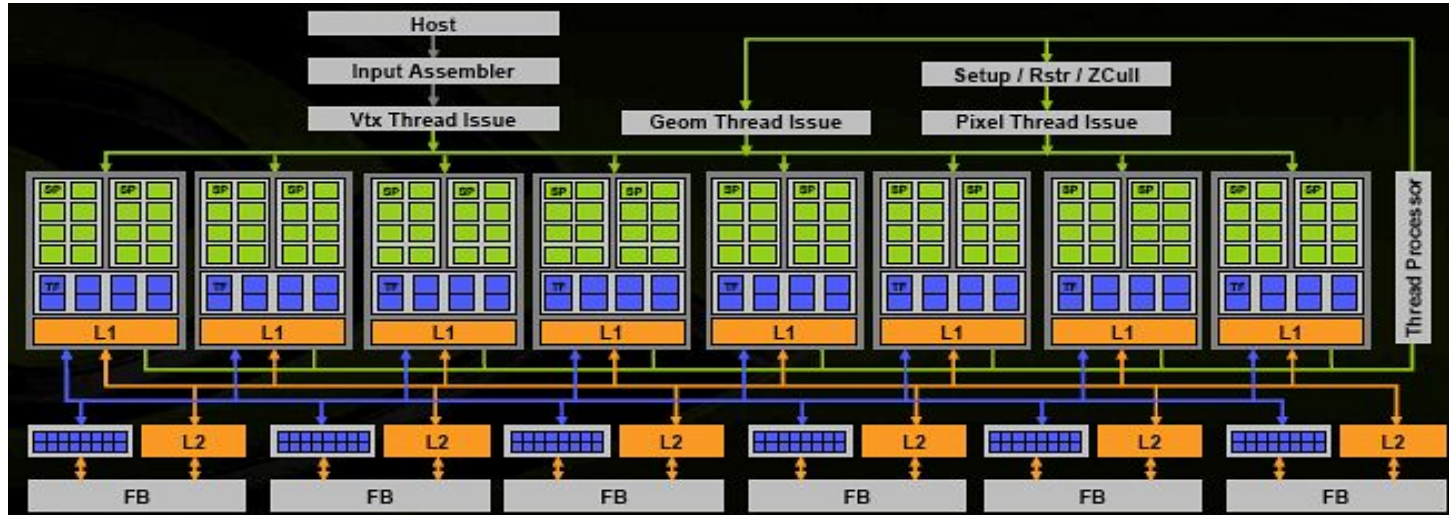 Host
Input Assembler
Setup / Rstr / ZCull
Vtx Thread Issue
Geom Thread Issue
Pixel Thread Issue
SP SP SP SP SP SP SP SP SP SP SP SP SP SP SP SP
Thread Processor
TF TF TF TF TF TF TF TF
L1 L1 L1 L1 L1 L1 L1 L1
L2 L2 L2 L2 L2 L2
FB FB FB FB FB FB